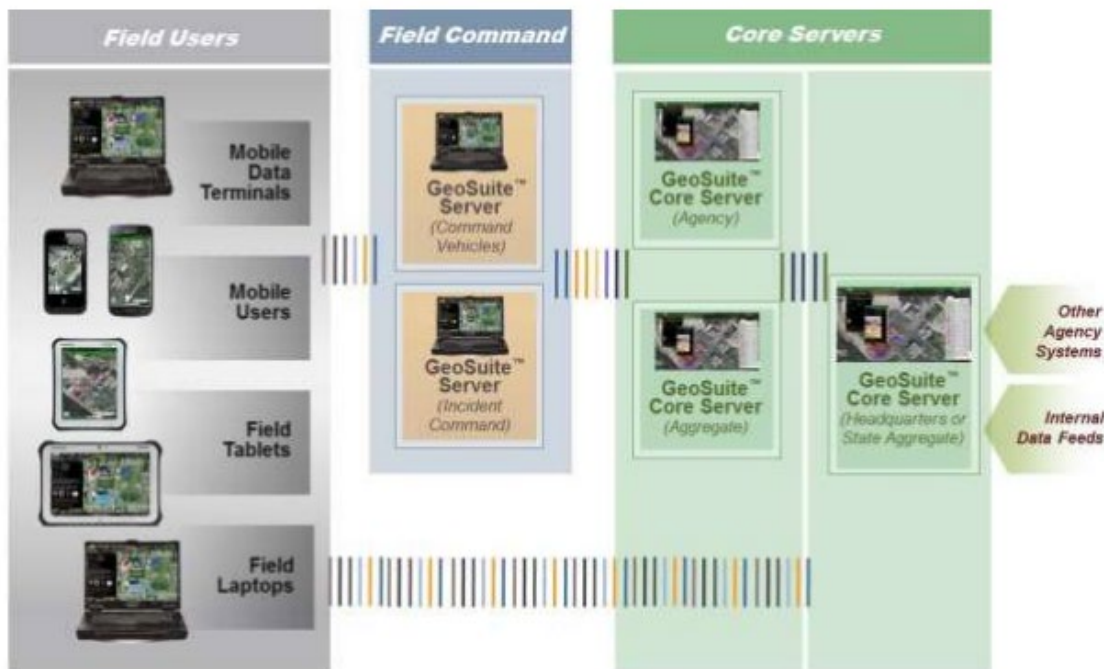 Field Users
Field Command
Core Servers
Mobile
Data
Terminals
Mobile
Users
Field
Tablets
Field
Laptops
GeoSuite™
Server
(Command
Vehicles)
GeoSuite™
Server
(Incident
Command)
GeoSuite™
Core Server
(Agency)
GeoSuite™
Core Server
(Aggregate)
GeoSuite™
Core Server
(Headquarters or
State Aggregate)
Other
Agency
Systems
Internal
Data Feeds